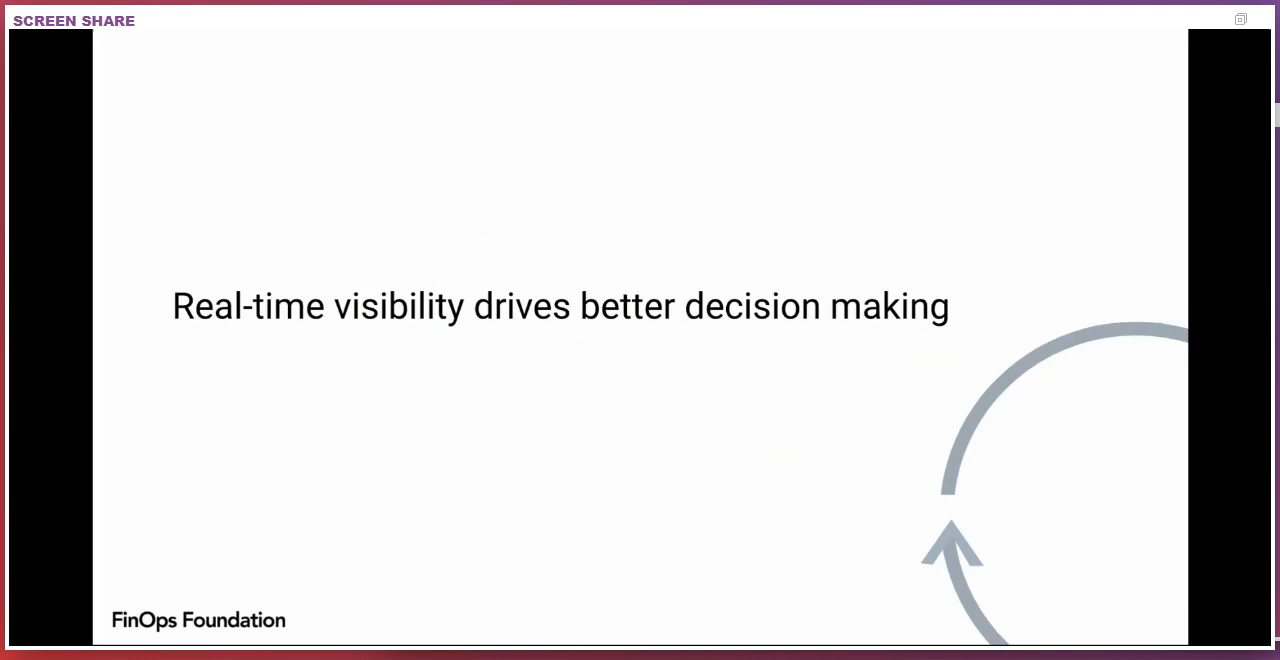 SCREEN SHARE
Real-time visibility drives better decision making
FinOps Foundation